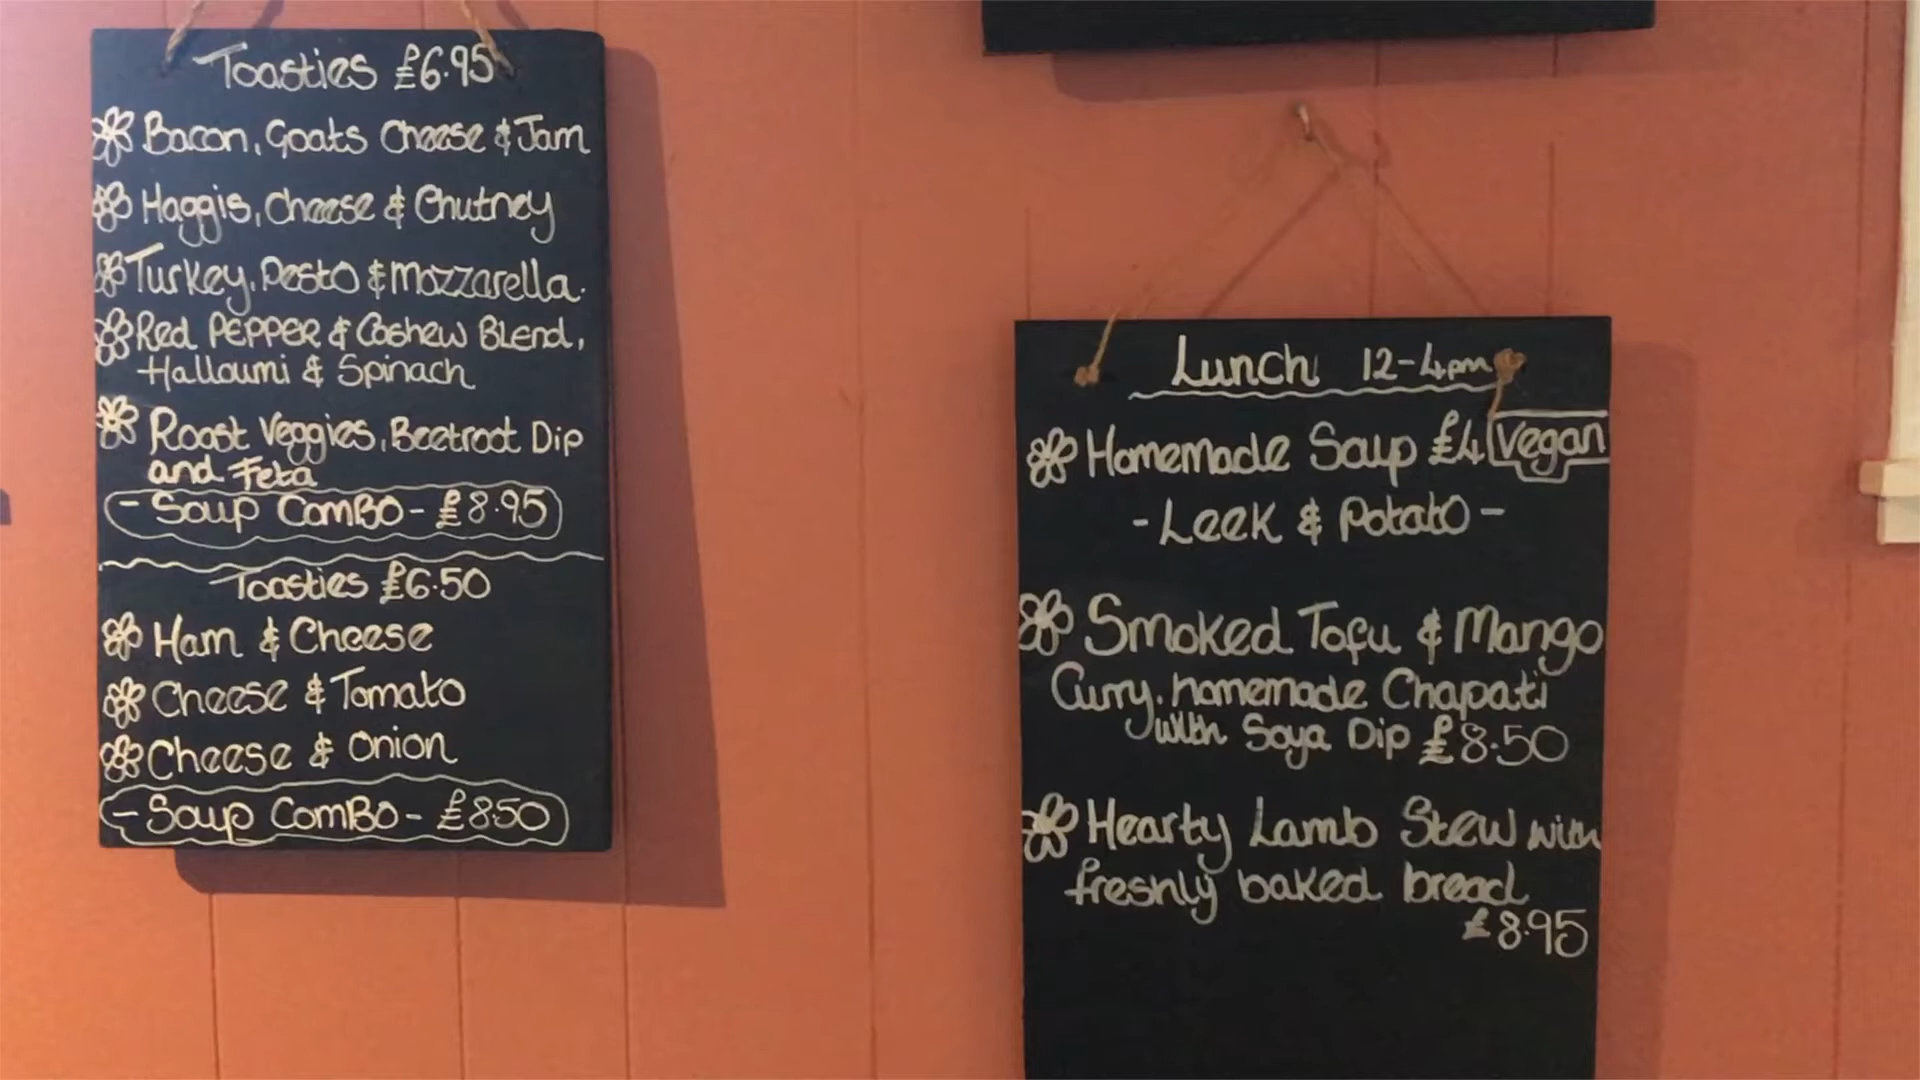 Toasties £6.95
Bacon, Goats Cheese & Jam
Haggis, Cheese & Chutney
Turkey, Pesto & Mozzarella.
Red PEPPER & Cashew BLend,
Halloumi & Spinach
Roast Veggies, Beetroot Dip
and Feta
- Soup ComBo - £8.95
Toasties £6.50
Ham & Cheese
Cheese & Tomato
Cheese & Onion
- Soup ComBo - £8.50
Lunch 12-4pm
Homemade Soup £4 Vegan
- Leek & Potato -
Smoked Tofu & Mango
Curry, homemade Chapati
with Soya Dip £8.50
Hearty Lamb Stew with
freshly baked bread
£8.95